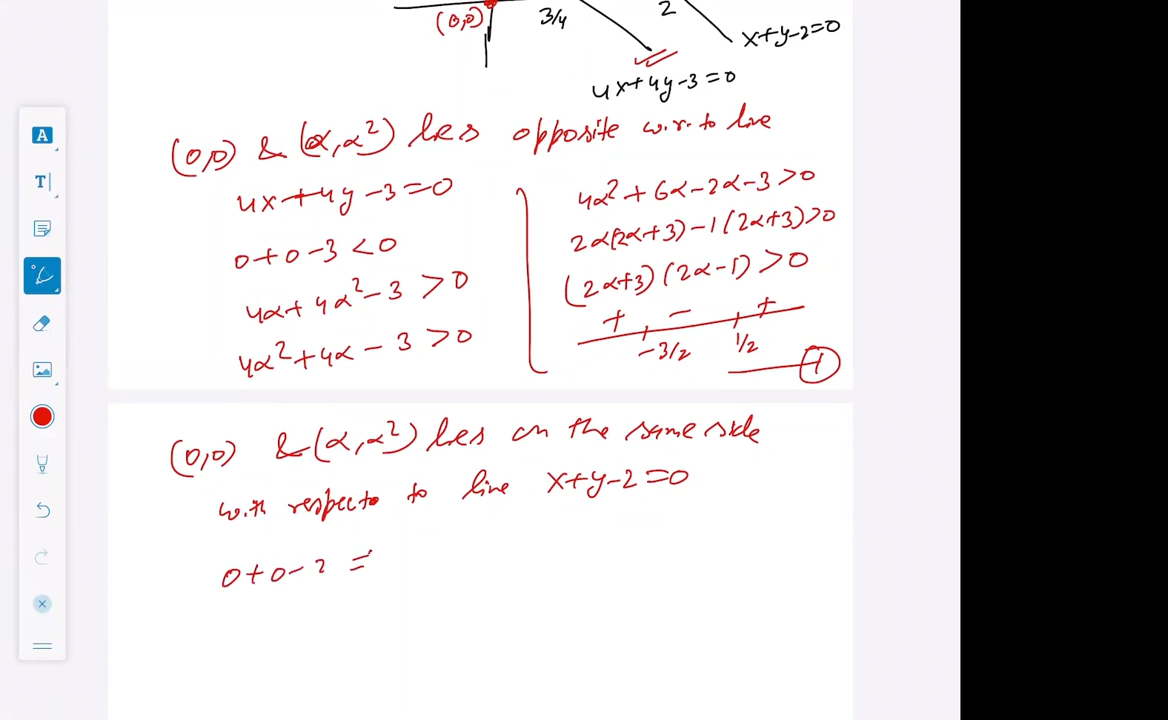 (0,0)
3/4
2
x+y-2=0
4x+4y-3=0
(0,0) & (α,α²) lies opposite w.r. to line
4x+4y-3=0
0+0-3<0
4α+4α²-3>0
4α²+4α-3>0
4α²+6α-2α-3>0
2α(2α+3)-1(2α+3)>0
(2α+3)(2α-1)>0
+ - +
-3/2 1/2
1
(0,0) & (α,α²) lies on the same side
with respecto to line x+y-2=0
0+0-2 =
A
T